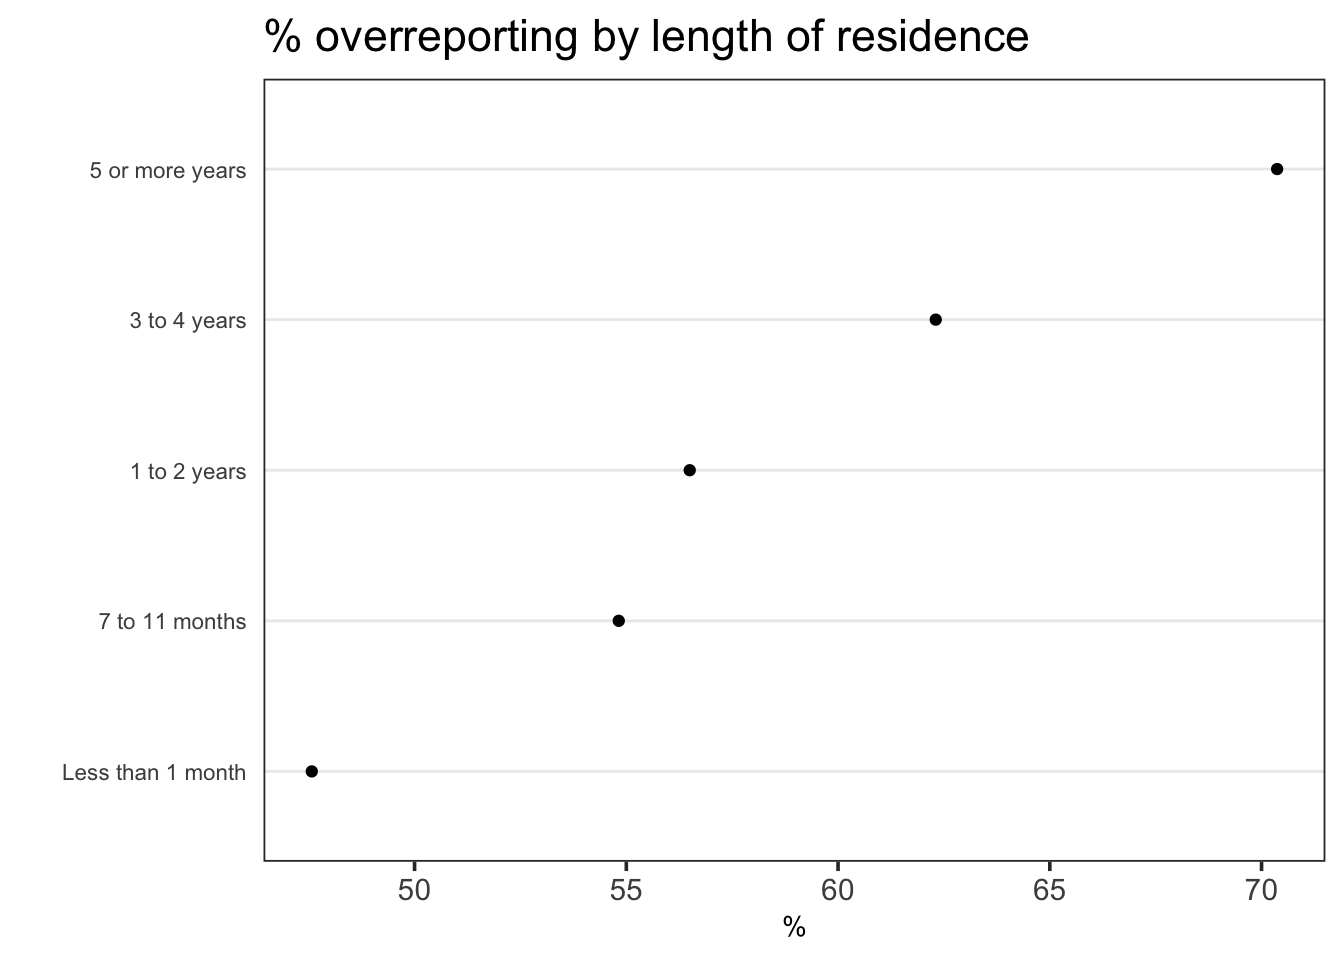 % overreporting by length of residence
5 or more years
3 to 4 years
1 to 2 years
7 to 11 months
Less than 1 month
50 55 60 65 70
%